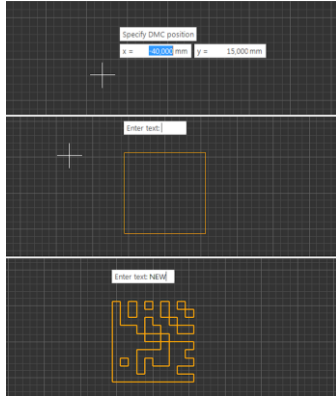 Specify DMC position
x = -40,000 mm y = 15,000 mm
Enter text:
Enter text: NEW